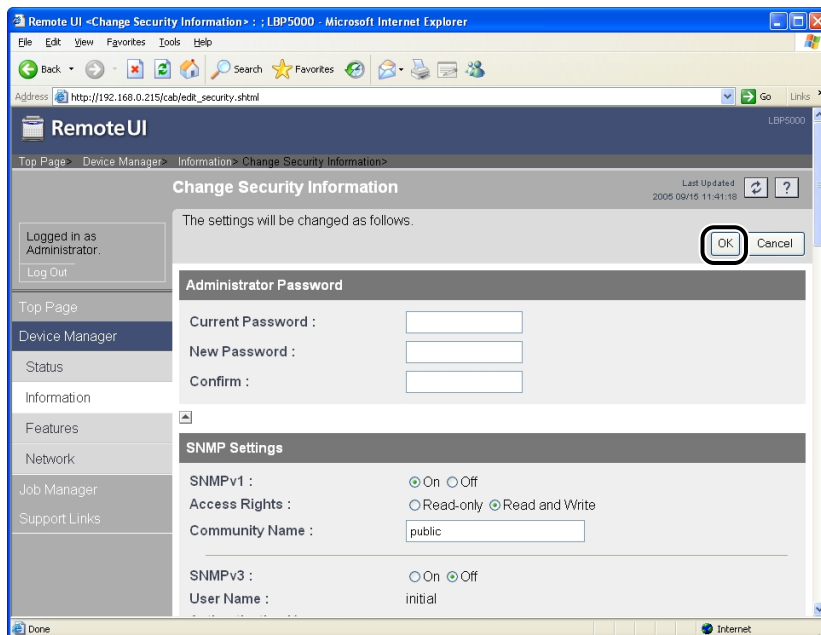 Remote UI <Change Security Information> : ; LBP5000 - Microsoft Internet Explorer
File Edit View Favorites Tools Help
Back Search Favorites
Address http://192.168.0.215/cab/edit_security.shtml Go Links
RemoteUI LBP5000
Top Page> Device Manager> Information> Change Security Information>
Change Security Information Last Updated
2005 09/15 11:41:18 ?
The settings will be changed as follows.
Logged in as
Administrator.
Log Out
OK Cancel
Administrator Password
Top Page
Current Password :
Device Manager
New Password :
Status
Confirm :
Information
Features
SNMP Settings
Network
SNMPv1 : On Off
Job Manager
Access Rights : Read-only Read and Write
Support Links
Community Name : public
SNMPv3 : On Off
User Name : initial
Done Internet